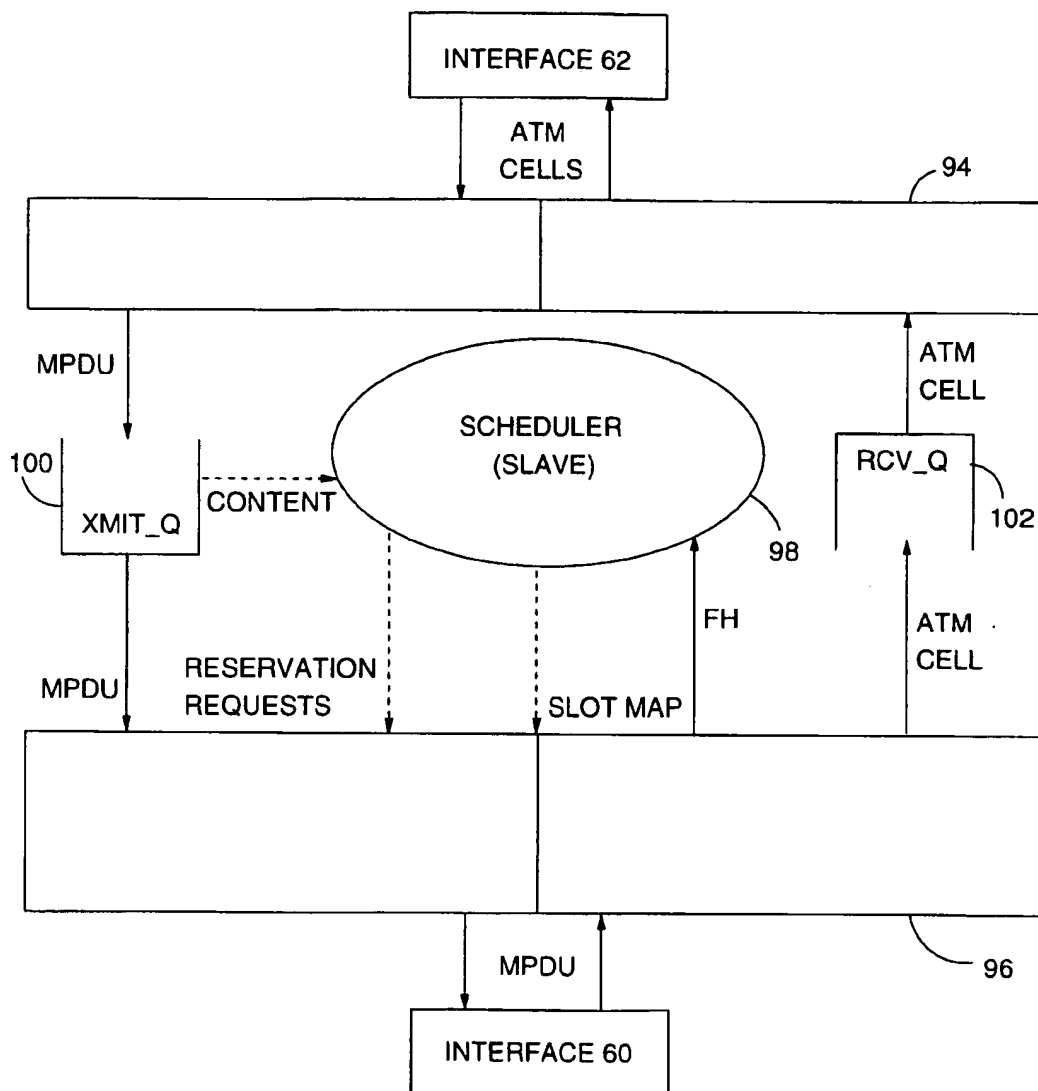 INTERFACE 62
ATM
CELLS
94
MPDU
ATM
CELL
SCHEDULER
(SLAVE)
100
XMIT_Q
CONTENT
RCV_Q
102
98
FH
ATM
CELL
MPDU
RESERVATION
REQUESTS
SLOT MAP
MPDU
96
INTERFACE 60